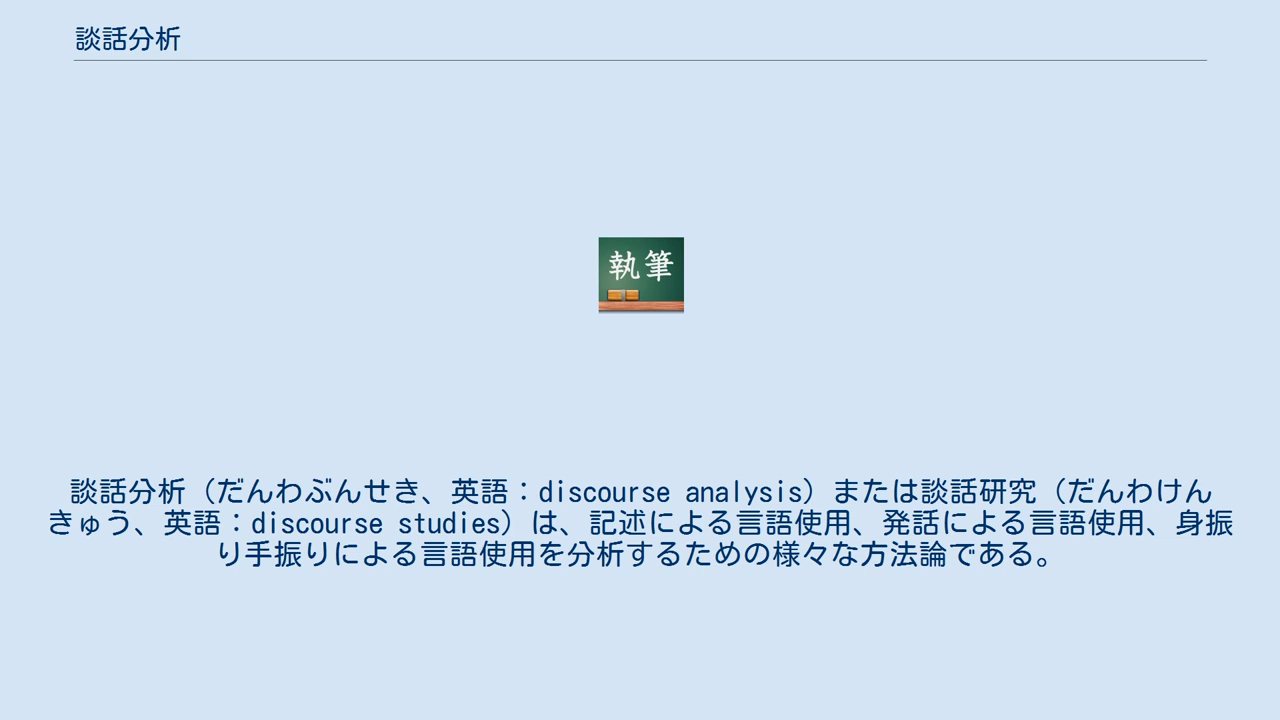 談話分析
執筆
談話分析（だんわぶんせき、英語：discourse analysis）または談話研究（だんわけん
きゅう、英語：discourse studies）は、記述による言語使用、発話による言語使用、身振
り手振りによる言語使用を分析するための様々な方法論である。